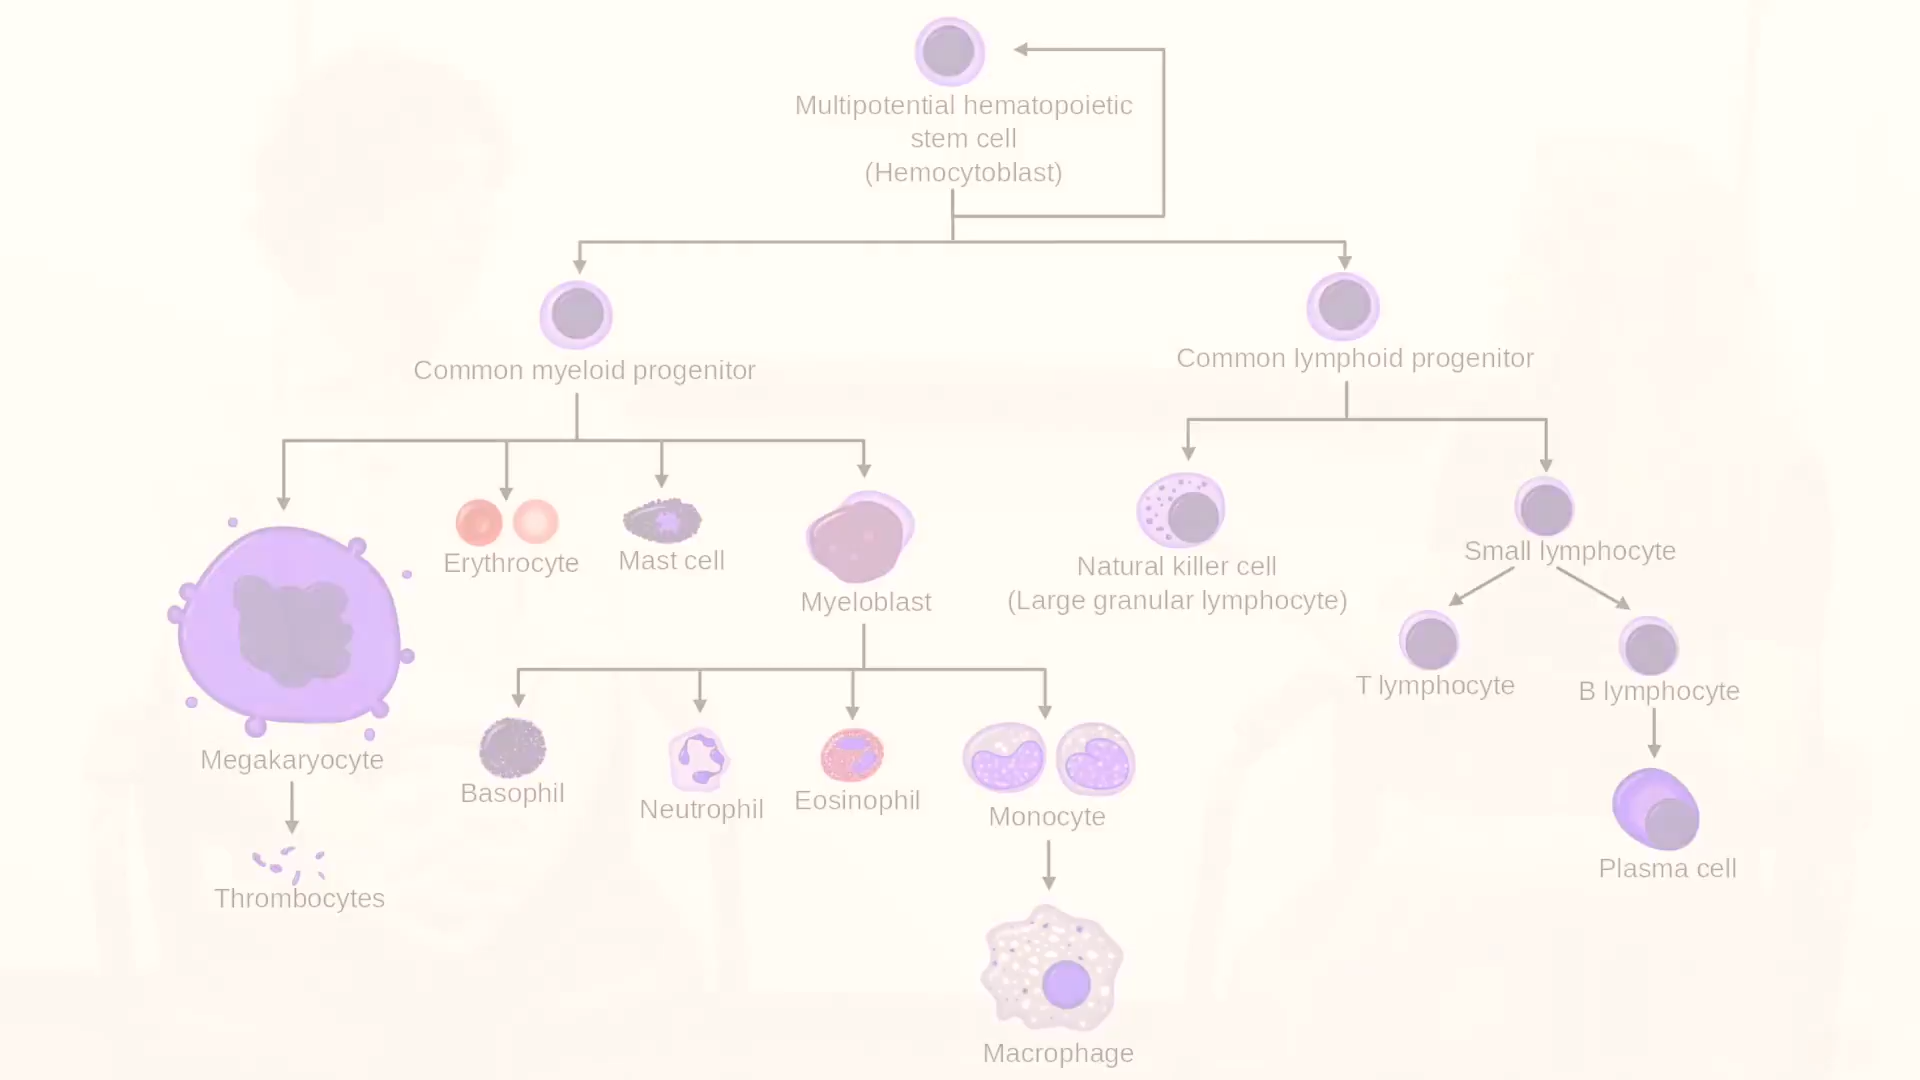 Multipotential hematopoietic
stem cell
(Hemocytoblast)
Common myeloid progenitor
Common lymphoid progenitor
Erythrocyte
Mast cell
Myeloblast
Natural killer cell
(Large granular lymphocyte)
Small lymphocyte
T lymphocyte
B lymphocyte
Megakaryocyte
Basophil
Neutrophil
Eosinophil
Monocyte
Plasma cell
Thrombocytes
Macrophage